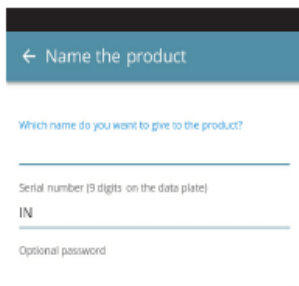 ← Name the product
Which name do you want to give to the product?
Serial number (9 digits on the data plate)
IN
Optional password